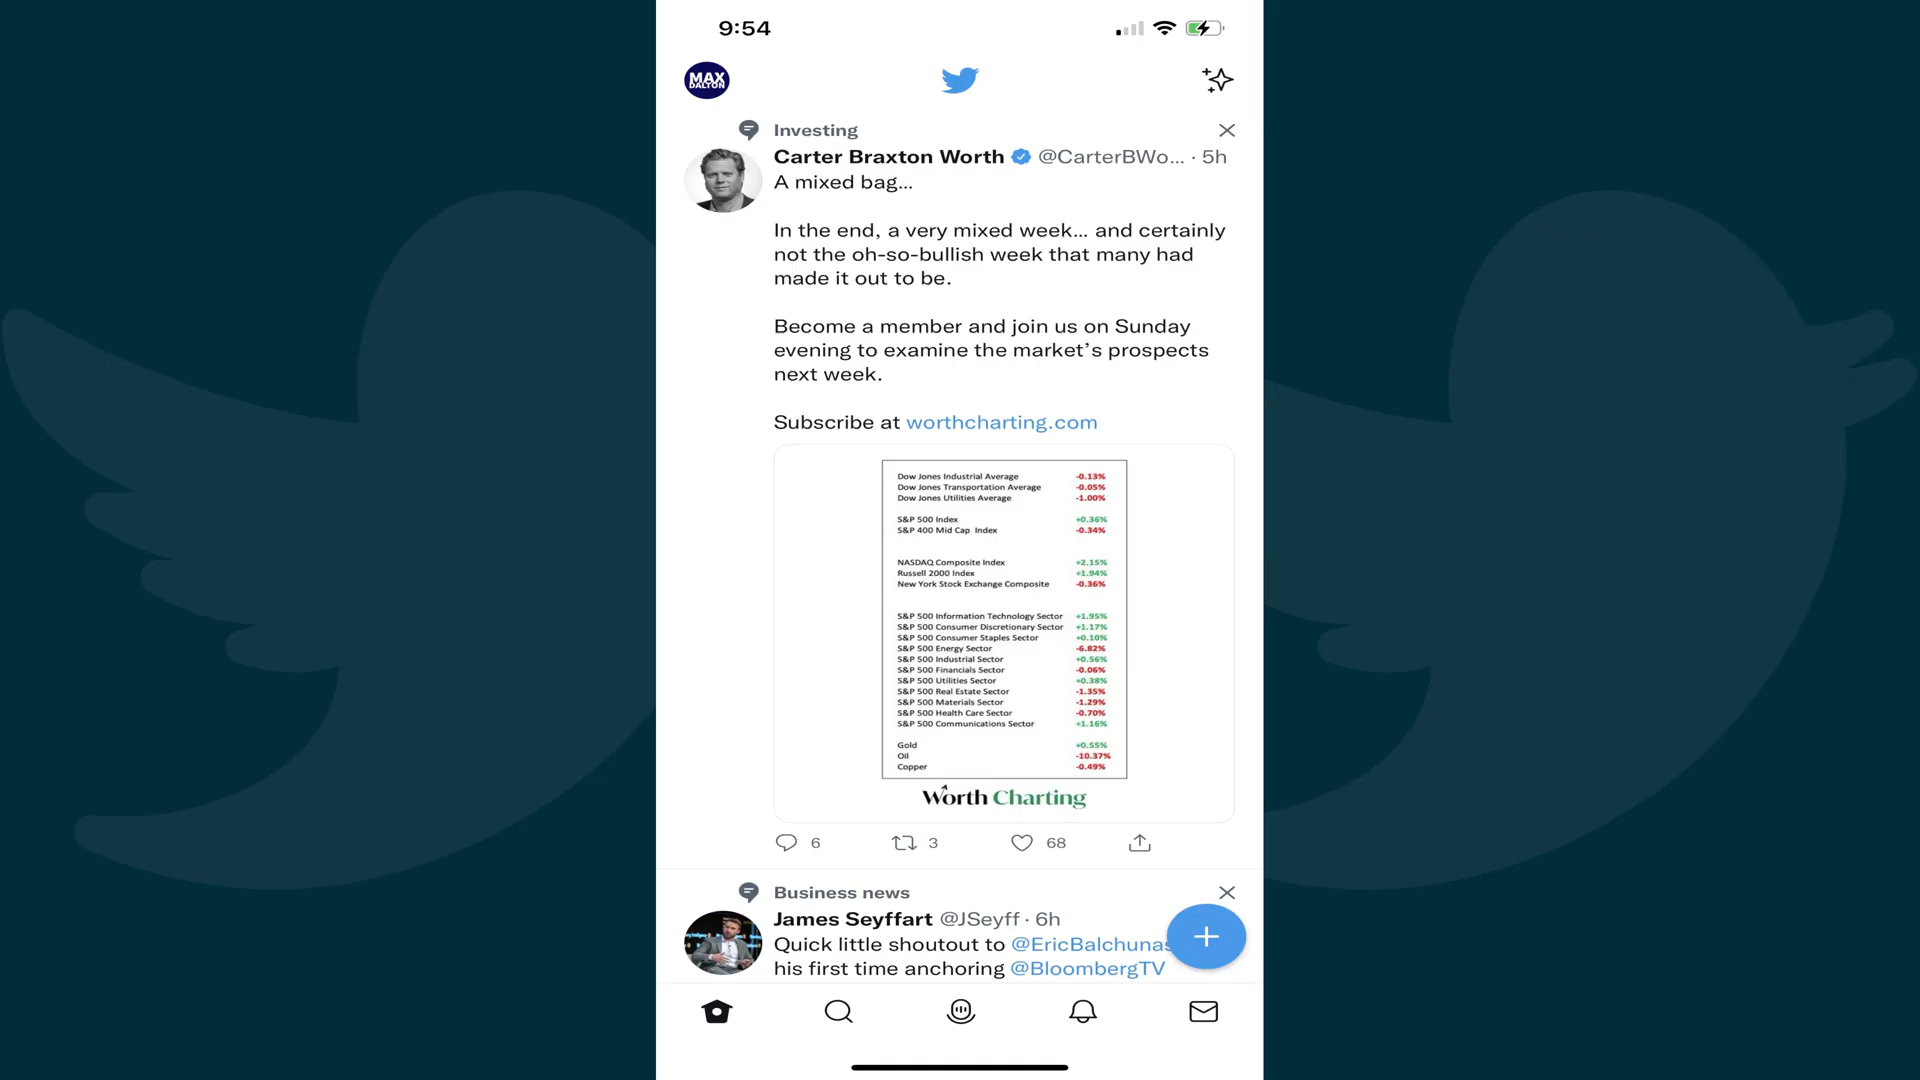 9:54
MAX
DALTON
Investing
Carter Braxton Worth @CarterBWo... · 5h
A mixed bag...
In the end, a very mixed week... and certainly
not the oh-so-bullish week that many had
made it out to be.
Become a member and join us on Sunday
evening to examine the market’s prospects
next week.
Subscribe at worthcharting.com
Dow Jones Industrial Average -0.13%
Dow Jones Transportation Average -0.05%
Dow Jones Utilities Average -1.00%
S&P 500 Index +0.36%
S&P 400 Mid Cap Index -0.34%
NASDAQ Composite Index +2.15%
Russell 2000 Index +1.94%
New York Stock Exchange Composite -0.36%
S&P 500 Information Technology Sector +1.95%
S&P 500 Consumer Discretionary Sector +1.17%
S&P 500 Consumer Staples Sector +0.10%
S&P 500 Energy Sector -6.82%
S&P 500 Industrial Sector +0.56%
S&P 500 Financials Sector -0.06%
S&P 500 Utilities Sector +0.38%
S&P 500 Real Estate Sector -1.35%
S&P 500 Materials Sector -1.29%
S&P 500 Health Care Sector -0.70%
S&P 500 Communications Sector +1.16%
Gold +0.55%
Oil -10.37%
Copper -0.49%
Worth Charting
6 3 68
Business news
James Seyffart @JSeyff · 6h
Quick little shoutout to @EricBalchunas
his first time anchoring @BloombergTV